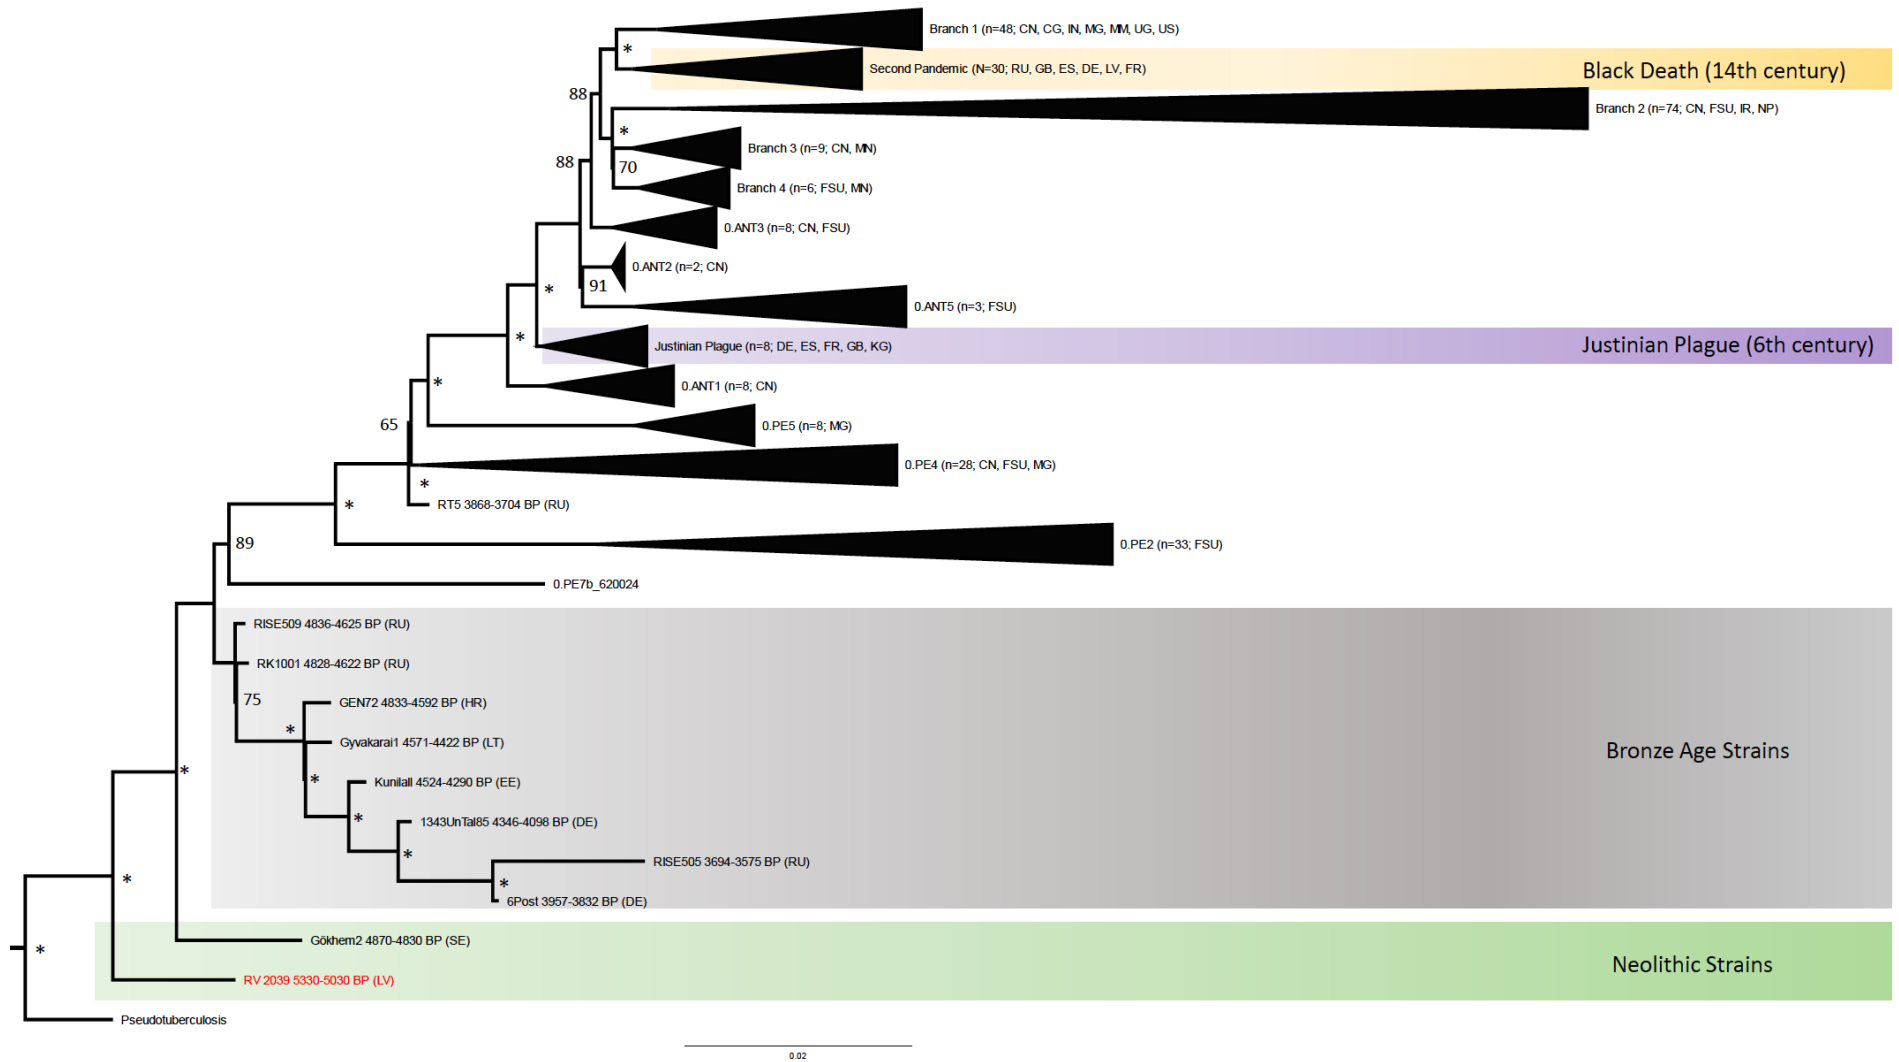 Branch 1 (n=48; CN, CG, IN, MG, MM, UG, US)
*
Second Pandemic (N=30; RU, GB, ES, DE, LV, FR)
Black Death (14th century)
88
Branch 2 (n=74; CN, FSU, IR, NP)
*
Branch 3 (n=9; CN, MN)
88
70
Branch 4 (n=6; FSU, MN)
0.ANT3 (n=8; CN, FSU)
0.ANT2 (n=2; CN)
*
91
0.ANT5 (n=3; FSU)
*
Justinian Plague (n=8; DE, ES, FR, GB, KG)
Justinian Plague (6th century)
*
0.ANT1 (n=8; CN)
65
0.PE5 (n=8; MG)
0.PE4 (n=28; CN, FSU, MG)
*
*
RT5 3868-3704 BP (RU)
89
0.PE2 (n=33; FSU)
0.PE7b_620024
RISE509 4836-4625 BP (RU)
RK1001 4828-4622 BP (RU)
75
GEN72 4833-4592 BP (HR)
*
Gyvakarai1 4571-4422 BP (LT)
Bronze Age Strains
*
*
KunilaII 4524-4290 BP (EE)
*
1343UnTal85 4346-4098 BP (DE)
*
RISE505 3694-3575 BP (RU)
*
*
6Post 3957-3832 BP (DE)
*
Gökhem2 4870-4830 BP (SE)
Neolithic Strains
RV 2039 5330-5030 BP (LV)
Pseudotuberculosis
0.02